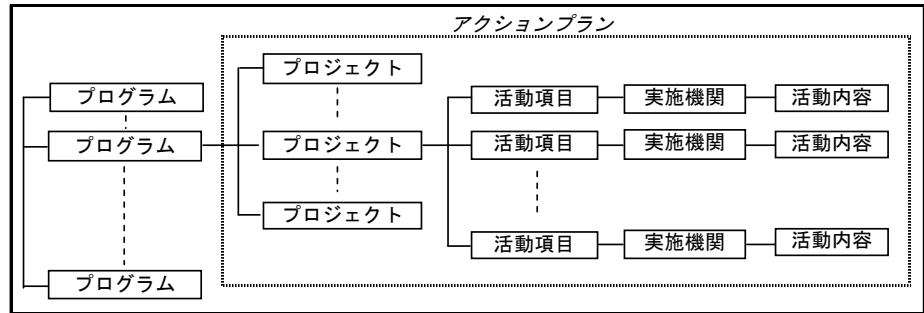 アクションプラン
プロジェクト
プログラム
活動項目 実施機関 活動内容
プログラム
プロジェクト
活動項目 実施機関 活動内容
プロジェクト
活動項目 実施機関 活動内容
プログラム